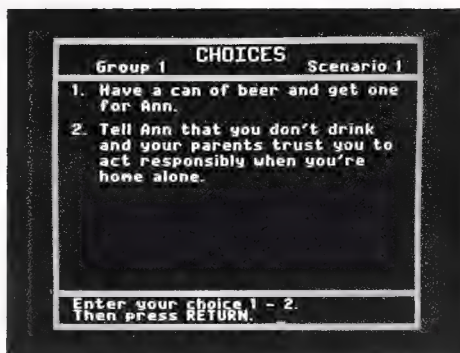 CHOICES
Group 1 Scenario 1
1. Have a can of beer and get one
for Ann.
2. Tell Ann that you don't drink
and your parents trust you to
act responsibly when you're
home alone.
Enter your choice 1 - 2.
Then press RETURN.